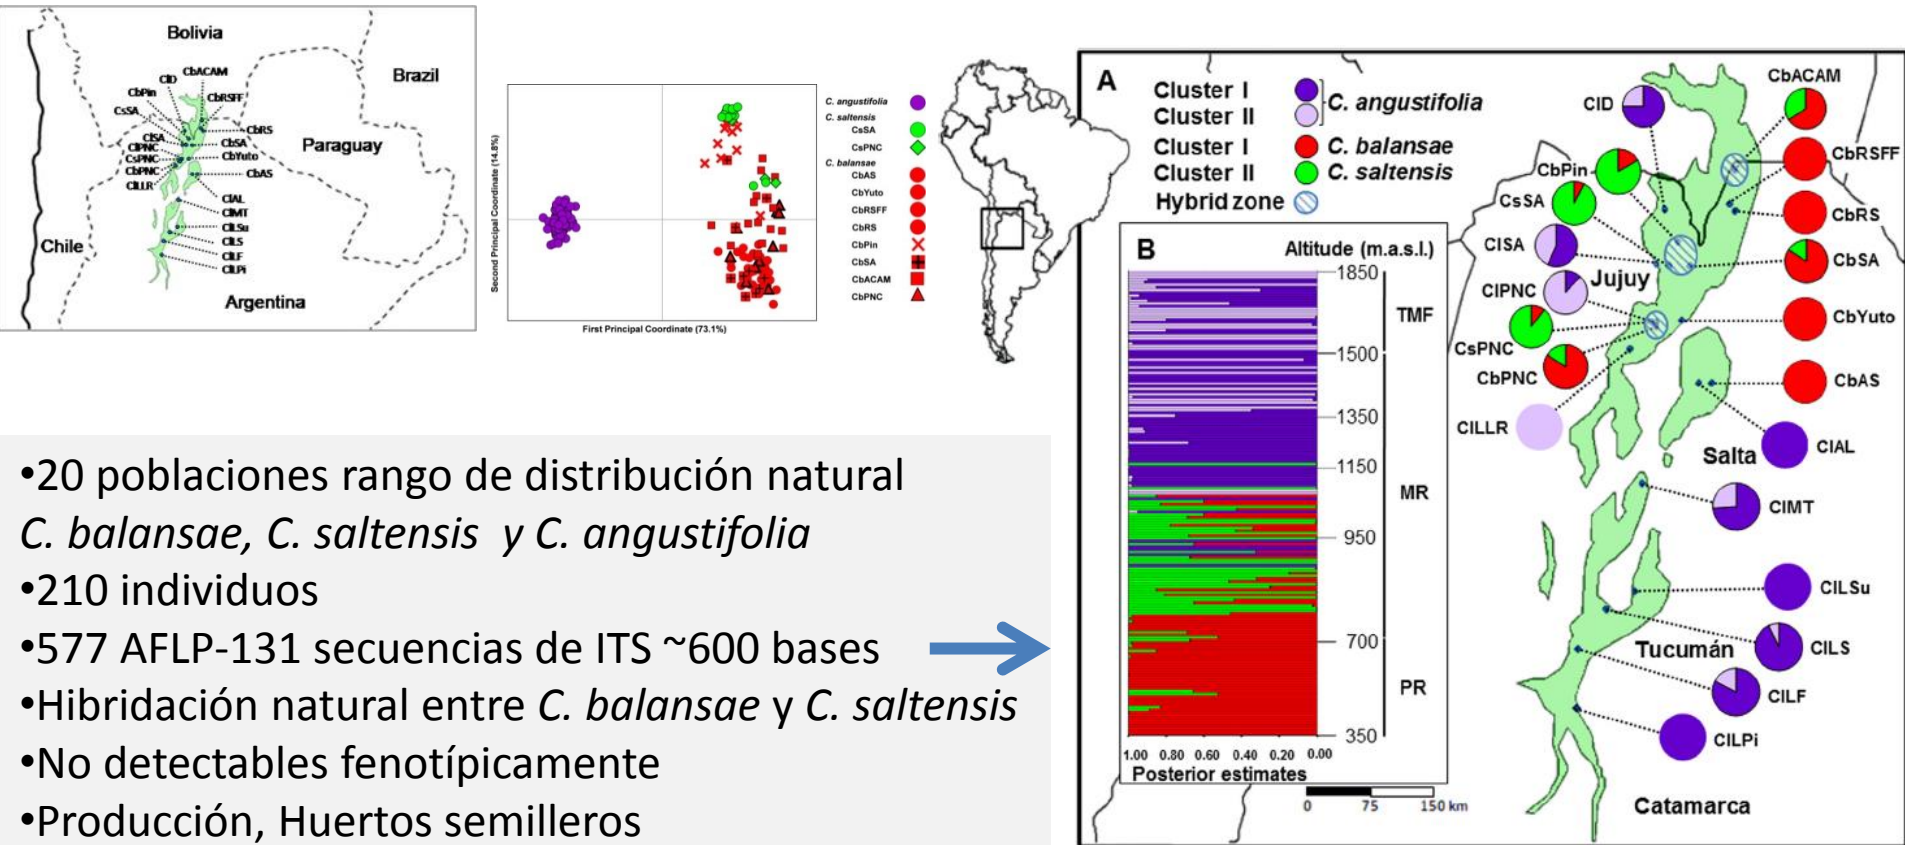 Bolivia
Brazil
Paraguay
Chile
Argentina
CbACAM
ClD
CbPin
CbRSFF
CsSA
CbRS
ClSA
CbSA
ClPNC
CsPNC
CbYuto
CbPNC
CbAS
ClLLR
ClAL
ClMT
ClLSu
ClLS
ClLF
ClLPi
Second Principal Coordinate (14.8%)
First Principal Coordinate (73.1%)
C. angustifolia
C. saltensis
CsSA
CsPNC
C. balansae
CbAS
CbYuto
CbRSFF
CbRS
CbPin
CbSA
CbACAM
CbPNC
A
Cluster I
Cluster II
C. angustifolia
Cluster I C. balansae
Cluster II C. saltensis
Hybrid zone
B
Altitude (m.a.s.l.)
1850
TMF
1500
1350
1150
MR
950
700
PR
350
1.00 0.80 0.60 0.40 0.20 0.00
Posterior estimates
0 75 150 km
CbACAM
ClD
CbRSFF
CbPin
CsSA
CbRS
ClSA
CbSA
Jujuy
ClPNC
CbYuto
CsPNC
CbPNC
CbAS
ClLLR
ClAL
Salta
ClMT
ClLSu
Tucumán
ClLS
ClLF
ClLPi
Catamarca
•20 poblaciones rango de distribución natural
C. balansae, C. saltensis y C. angustifolia
•210 individuos
•577 AFLP-131 secuencias de ITS ~600 bases
•Hibridación natural entre C. balansae y C. saltensis
•No detectables fenotípicamente
•Producción, Huertos semilleros